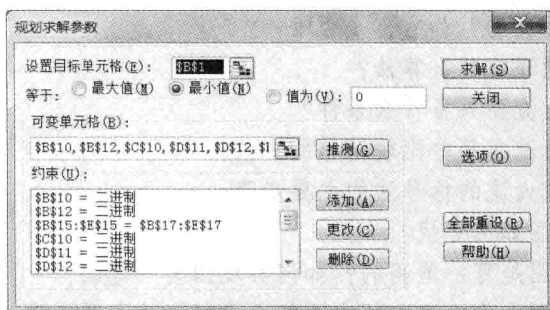 规划求解参数
设置目标单元格(E): $B$1
求解(S)
等于: 最大值(M) 最小值(N) 值为(V): 0
关闭
可变单元格(B):
$B$10,$B$12,$C$10,$D$11,$D$12,$
推测(G)
选项(O)
约束(U):
$B$10 = 二进制
$B$12 = 二进制
$B$15:$E$15 = $B$17:$E$17
$C$10 = 二进制
$D$11 = 二进制
$D$12 = 二进制
添加(A)
更改(C)
删除(D)
全部重设(R)
帮助(H)